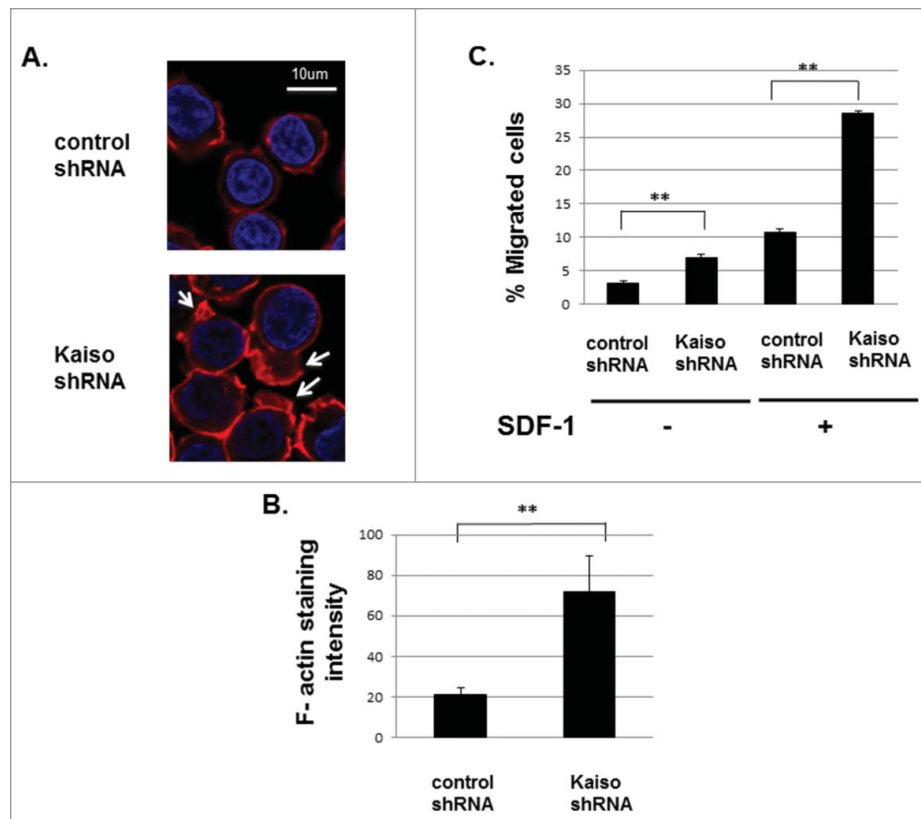 A.
10um
control
shRNA
Kaiso
shRNA
C.
% Migrated cells
35
30
25
20
15
10
5
0
**
**
control
shRNA
Kaiso
shRNA
control
shRNA
Kaiso
shRNA
SDF-1
-
+
B.
F- actin staining
intensity
100
80
60
40
20
0
**
control
shRNA
Kaiso
shRNA